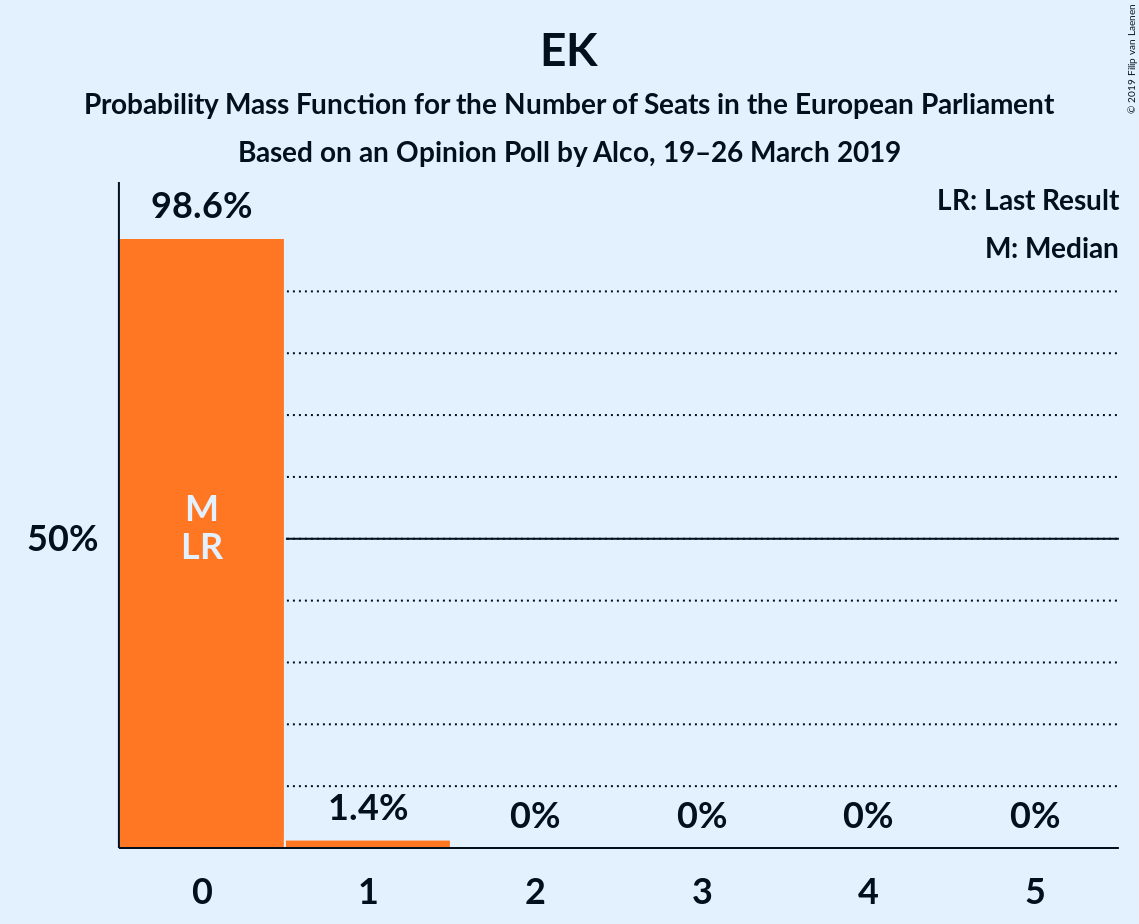 EK
Probability Mass Function for the Number of Seats in the European Parliament
Based on an Opinion Poll by Alco, 19–26 March 2019
© 2019 Filip van Laenen
LR: Last Result
M: Median
98.6%
M
LR
50%
1.4%
0%
0%
0%
0%
0
1
2
3
4
5